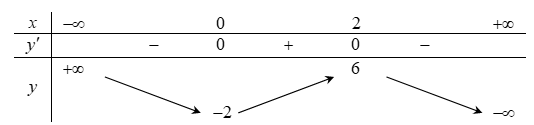 x −∞ 0 2 +∞
y′ − 0 + 0 −
+∞ 6
y
−2 −∞